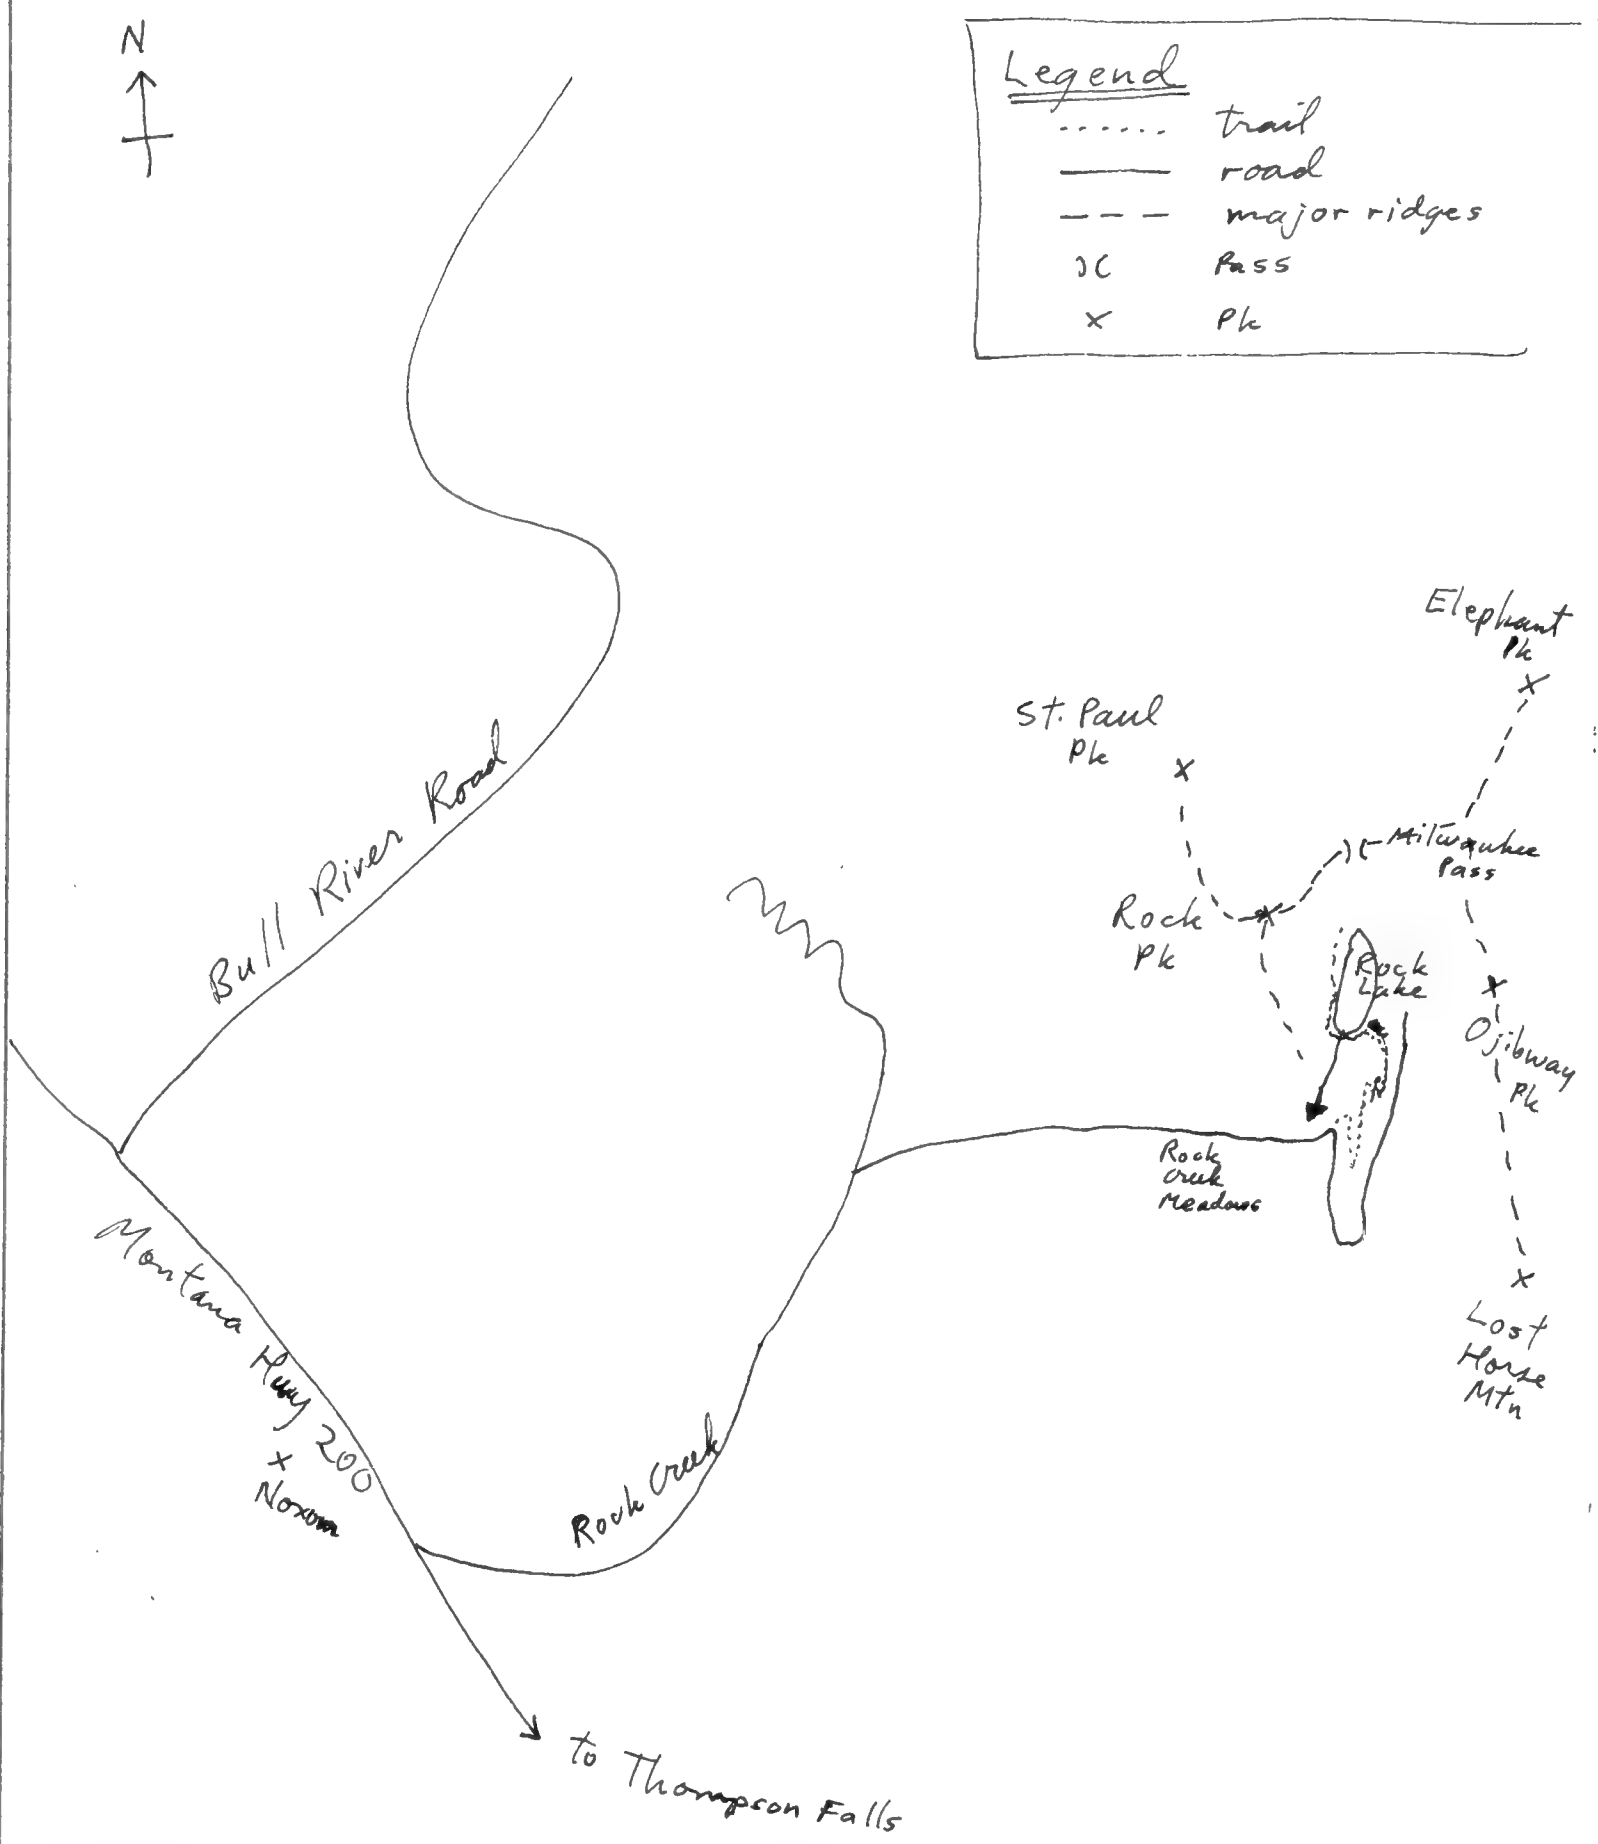 N
Legend
trail
road
major ridges
Pass
Pk
Elephant
Pk
St. Paul
Pk
Milwaukee
Pass
Rock
Pk
Rock
Lake
Ojibway
Pk
Bull River Road
Rock
Creek
Meadows
Montana Hwy 200
Noxon
Lost
Horse
Mtn
Rock Creek
to Thompson Falls